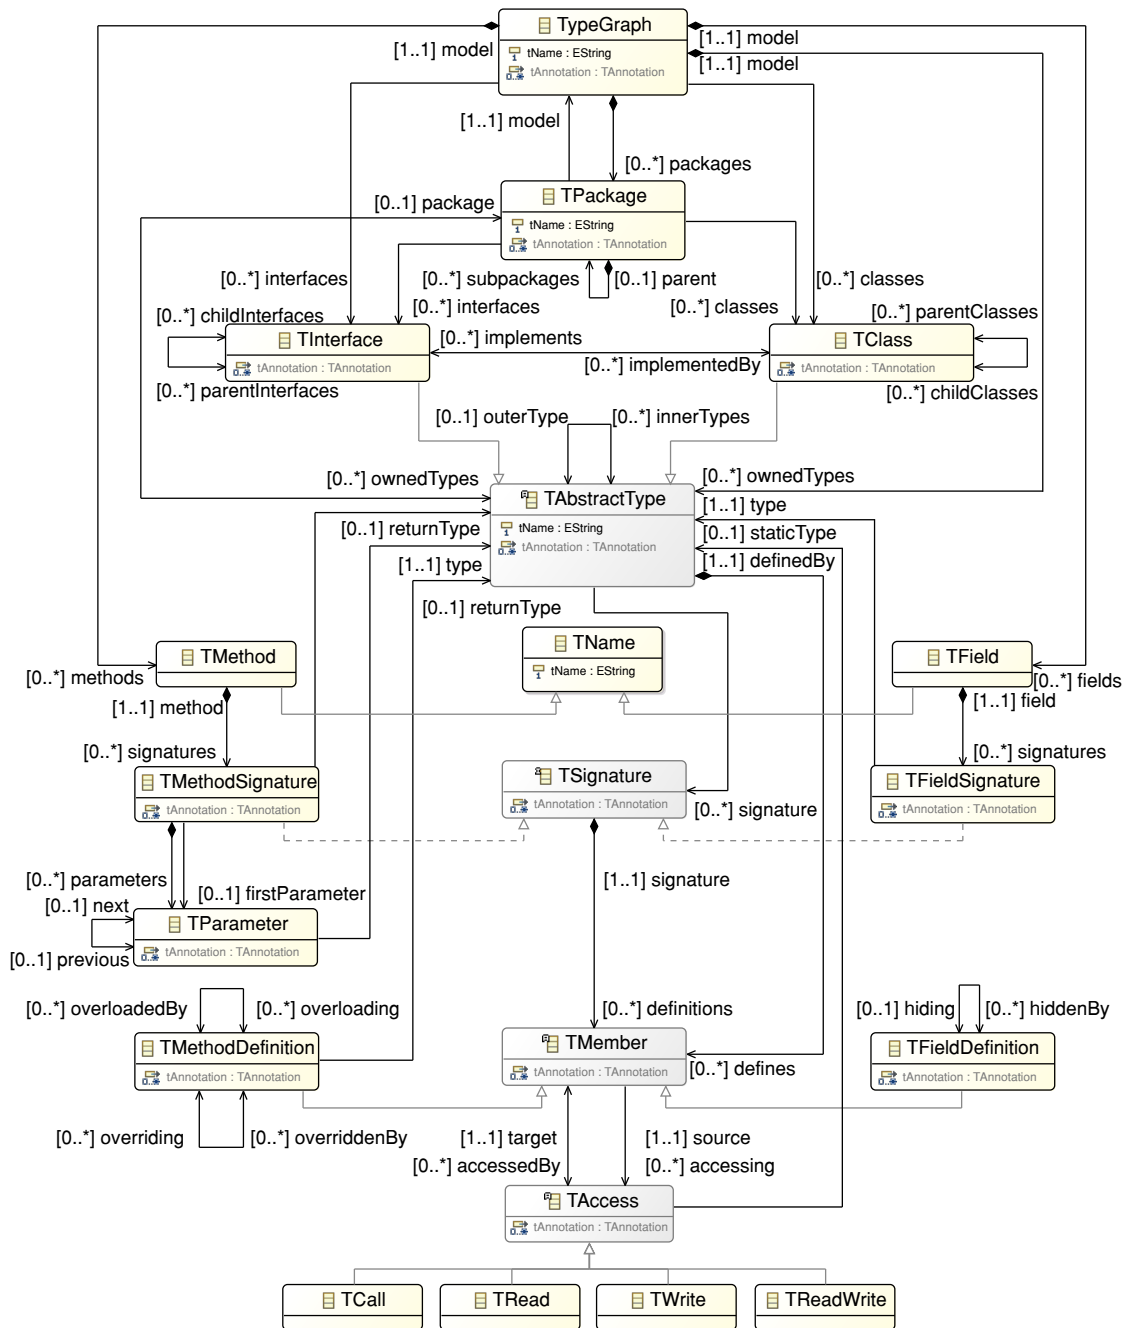 TypeGraph
tName : EString
tAnnotation : TAnnotation
[1..1] model
[1..1] model
[1..1] model
[1..1] model
[0..*] packages
TPackage
tName : EString
tAnnotation : TAnnotation
[0..1] package
[0..*] interfaces
[0..*] subpackages
[0..1] parent
[0..*] classes
[0..*] interfaces
[0..*] classes
[0..*] childInterfaces
[0..*] parentClasses
TInterface
tAnnotation : TAnnotation
[0..*] implements
[0..*] implementedBy
TClass
tAnnotation : TAnnotation
[0..*] parentInterfaces
[0..*] childClasses
[0..1] outerType
[0..*] innerTypes
[0..*] ownedTypes
[0..*] ownedTypes
TAbstractType
tName : EString
tAnnotation : TAnnotation
[0..1] returnType
[1..1] type
[1..1] type
[0..1] staticType
[1..1] definedBy
[0..1] returnType
TMethod
TName
tName : EString
TField
[0..*] methods
[0..*] fields
[1..1] method
[1..1] field
[0..*] signatures
[0..*] signatures
TMethodSignature
tAnnotation : TAnnotation
TSignature
tAnnotation : TAnnotation
TFieldSignature
tAnnotation : TAnnotation
[0..*] signature
[0..*] parameters
[0..1] firstParameter
[1..1] signature
[0..1] next
TParameter
tAnnotation : TAnnotation
[0..1] previous
[0..*] overloadedBy
[0..*] overloading
[0..*] definitions
[0..1] hiding
[0..*] hiddenBy
TMethodDefinition
tAnnotation : TAnnotation
TMember
tAnnotation : TAnnotation
TFieldDefinition
tAnnotation : TAnnotation
[0..*] defines
[0..*] overriding
[0..*] overriddenBy
[1..1] target
[1..1] source
[0..*] accessedBy
[0..*] accessing
TAccess
tAnnotation : TAnnotation
TCall
TRead
TWrite
TReadWrite